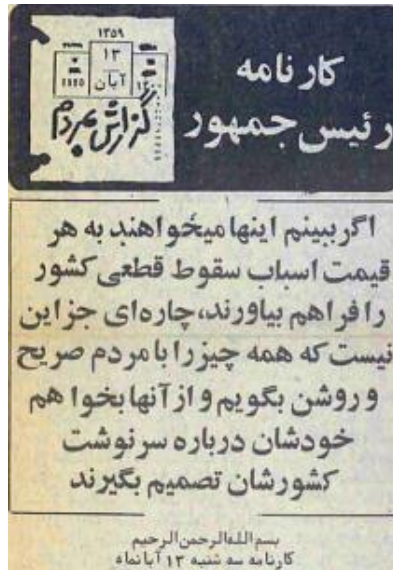 ۱۳۵۹
۱۳
آبان
گزارش بمردم
کارنامه
رئیس جمهور
اگر ببینم اینها میخواهند به هر
قیمت اسباب سقوط قطعی کشور
را فراهم بیاورند، چاره‌ای جز این
نیست که همه چیز را با مردم صریح
و روشن بگویم و از آنها بخواهم
خودشان درباره سرنوشت
کشورشان تصمیم بگیرند
بسم الله الرحمن الرحیم
کارنامه سه شنبه ۱۳ آبانماه